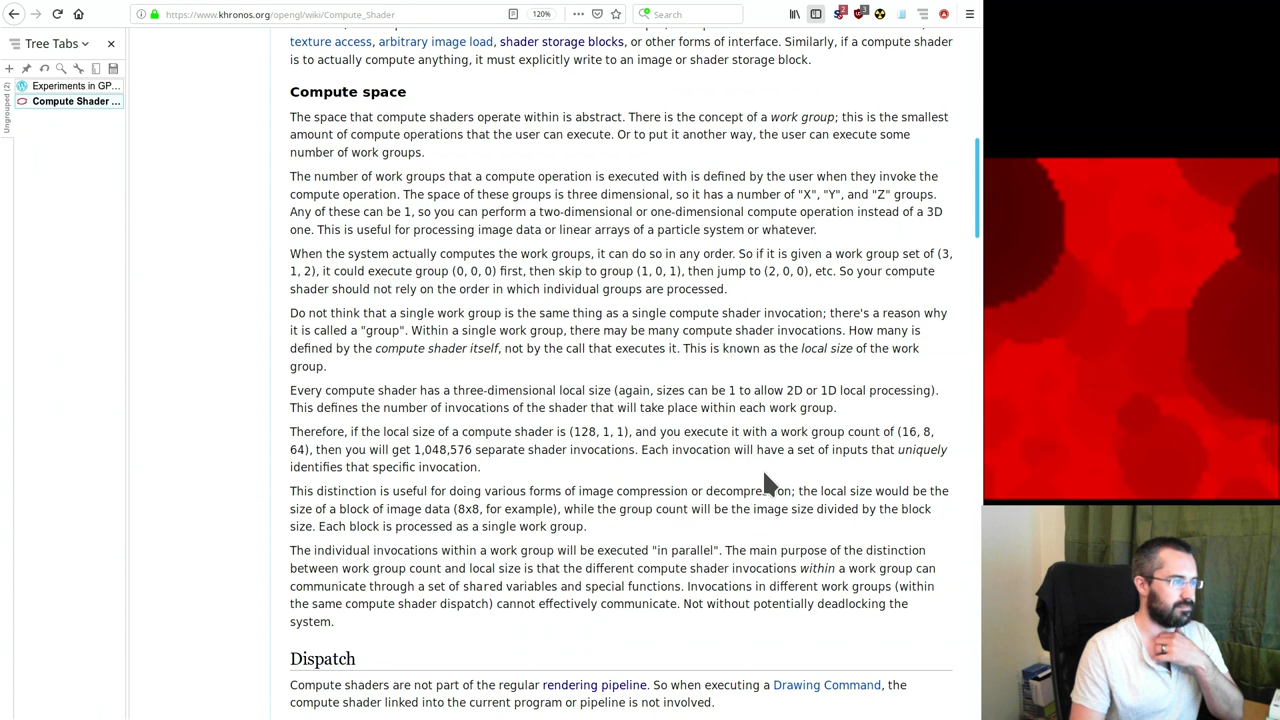 https://www.khronos.org/opengl/wiki/Compute_Shader
120%
Search
2
3
Tree Tabs
Ungrouped (2)
Experiments in GP...
Compute Shader ...
texture access, arbitrary image load, shader storage blocks, or other forms of interface. Similarly, if a compute shader
is to actually compute anything, it must explicitly write to an image or shader storage block.
Compute space
The space that compute shaders operate within is abstract. There is the concept of a work group; this is the smallest
amount of compute operations that the user can execute. Or to put it another way, the user can execute some
number of work groups.
The number of work groups that a compute operation is executed with is defined by the user when they invoke the
compute operation. The space of these groups is three dimensional, so it has a number of "X", "Y", and "Z" groups.
Any of these can be 1, so you can perform a two-dimensional or one-dimensional compute operation instead of a 3D
one. This is useful for processing image data or linear arrays of a particle system or whatever.
When the system actually computes the work groups, it can do so in any order. So if it is given a work group set of (3,
1, 2), it could execute group (0, 0, 0) first, then skip to group (1, 0, 1), then jump to (2, 0, 0), etc. So your compute
shader should not rely on the order in which individual groups are processed.
Do not think that a single work group is the same thing as a single compute shader invocation; there's a reason why
it is called a "group". Within a single work group, there may be many compute shader invocations. How many is
defined by the compute shader itself, not by the call that executes it. This is known as the local size of the work
group.
Every compute shader has a three-dimensional local size (again, sizes can be 1 to allow 2D or 1D local processing).
This defines the number of invocations of the shader that will take place within each work group.
Therefore, if the local size of a compute shader is (128, 1, 1), and you execute it with a work group count of (16, 8,
64), then you will get 1,048,576 separate shader invocations. Each invocation will have a set of inputs that uniquely
identifies that specific invocation.
This distinction is useful for doing various forms of image compression or decompression; the local size would be the
size of a block of image data (8x8, for example), while the group count will be the image size divided by the block
size. Each block is processed as a single work group.
The individual invocations within a work group will be executed "in parallel". The main purpose of the distinction
between work group count and local size is that the different compute shader invocations within a work group can
communicate through a set of shared variables and special functions. Invocations in different work groups (within
the same compute shader dispatch) cannot effectively communicate. Not without potentially deadlocking the
system.
Dispatch
Compute shaders are not part of the regular rendering pipeline. So when executing a Drawing Command, the
compute shader linked into the current program or pipeline is not involved.